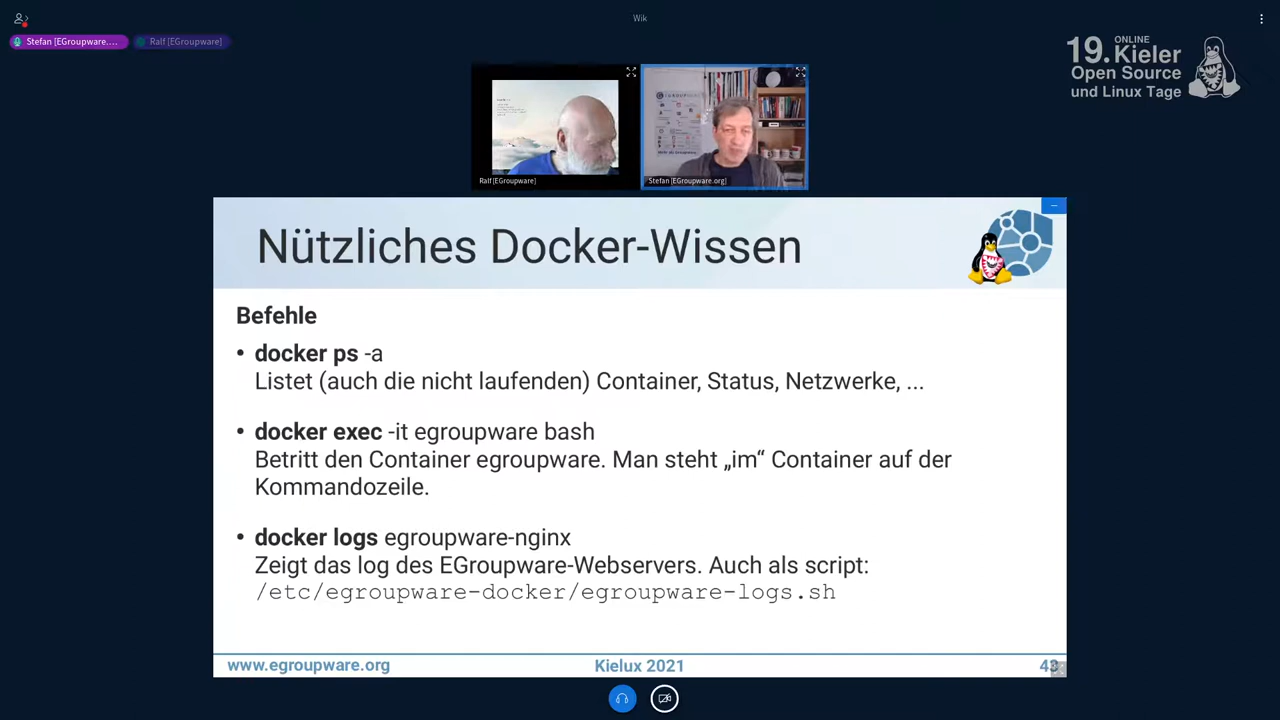 Wik
Stefan [EGroupware....
Ralf [EGroupware]
ONLINE
19. Kieler
Open Source
und Linux Tage
EGROUPWARE
Ralf [EGroupware]
Stefan [EGroupware.org]
Nützliches Docker-Wissen
Befehle
• docker ps -a
Listet (auch die nicht laufenden) Container, Status, Netzwerke, ...
• docker exec -it egroupware bash
Betritt den Container egroupware. Man steht „im“ Container auf der
Kommandozeile.
• docker logs egroupware-nginx
Zeigt das log des EGroupware-Webservers. Auch als script:
/etc/egroupware-docker/egroupware-logs.sh
www.egroupware.org
Kielux 2021
43